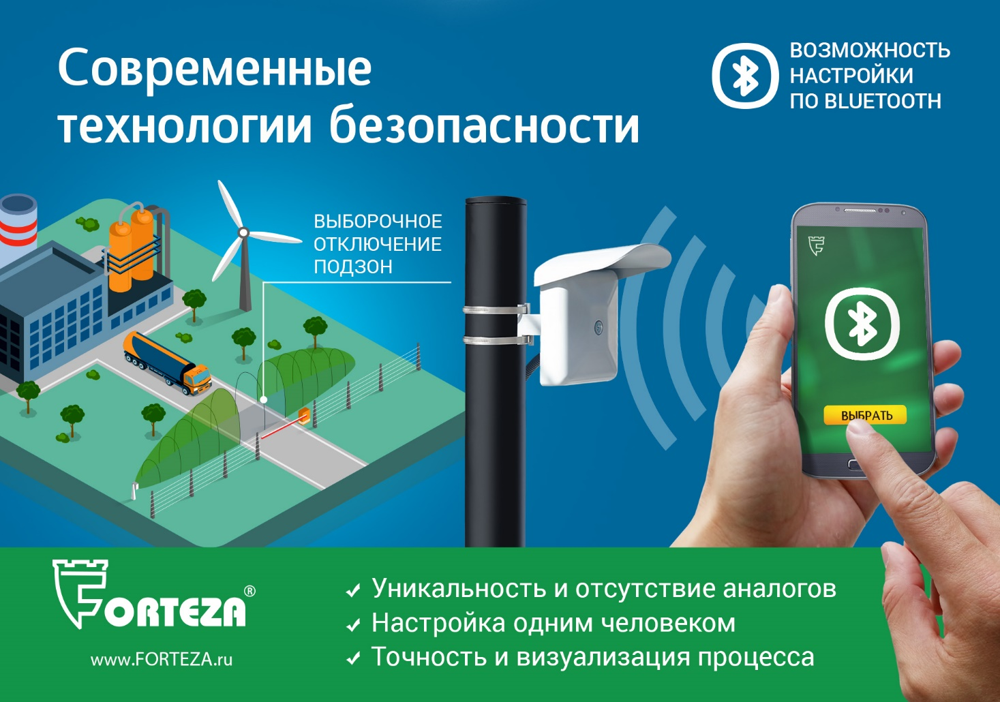 Современные
технологии безопасности
ВОЗМОЖНОСТЬ
НАСТРОЙКИ
ПО BLUETOOTH
ВЫБОРОЧНОЕ
ОТКЛЮЧЕНИЕ
ПОДЗОН
ВЫБРАТЬ
FORTEZA®
www.FORTEZA.ru
Уникальность и отсутствие аналогов
Настройка одним человеком
Точность и визуализация процесса